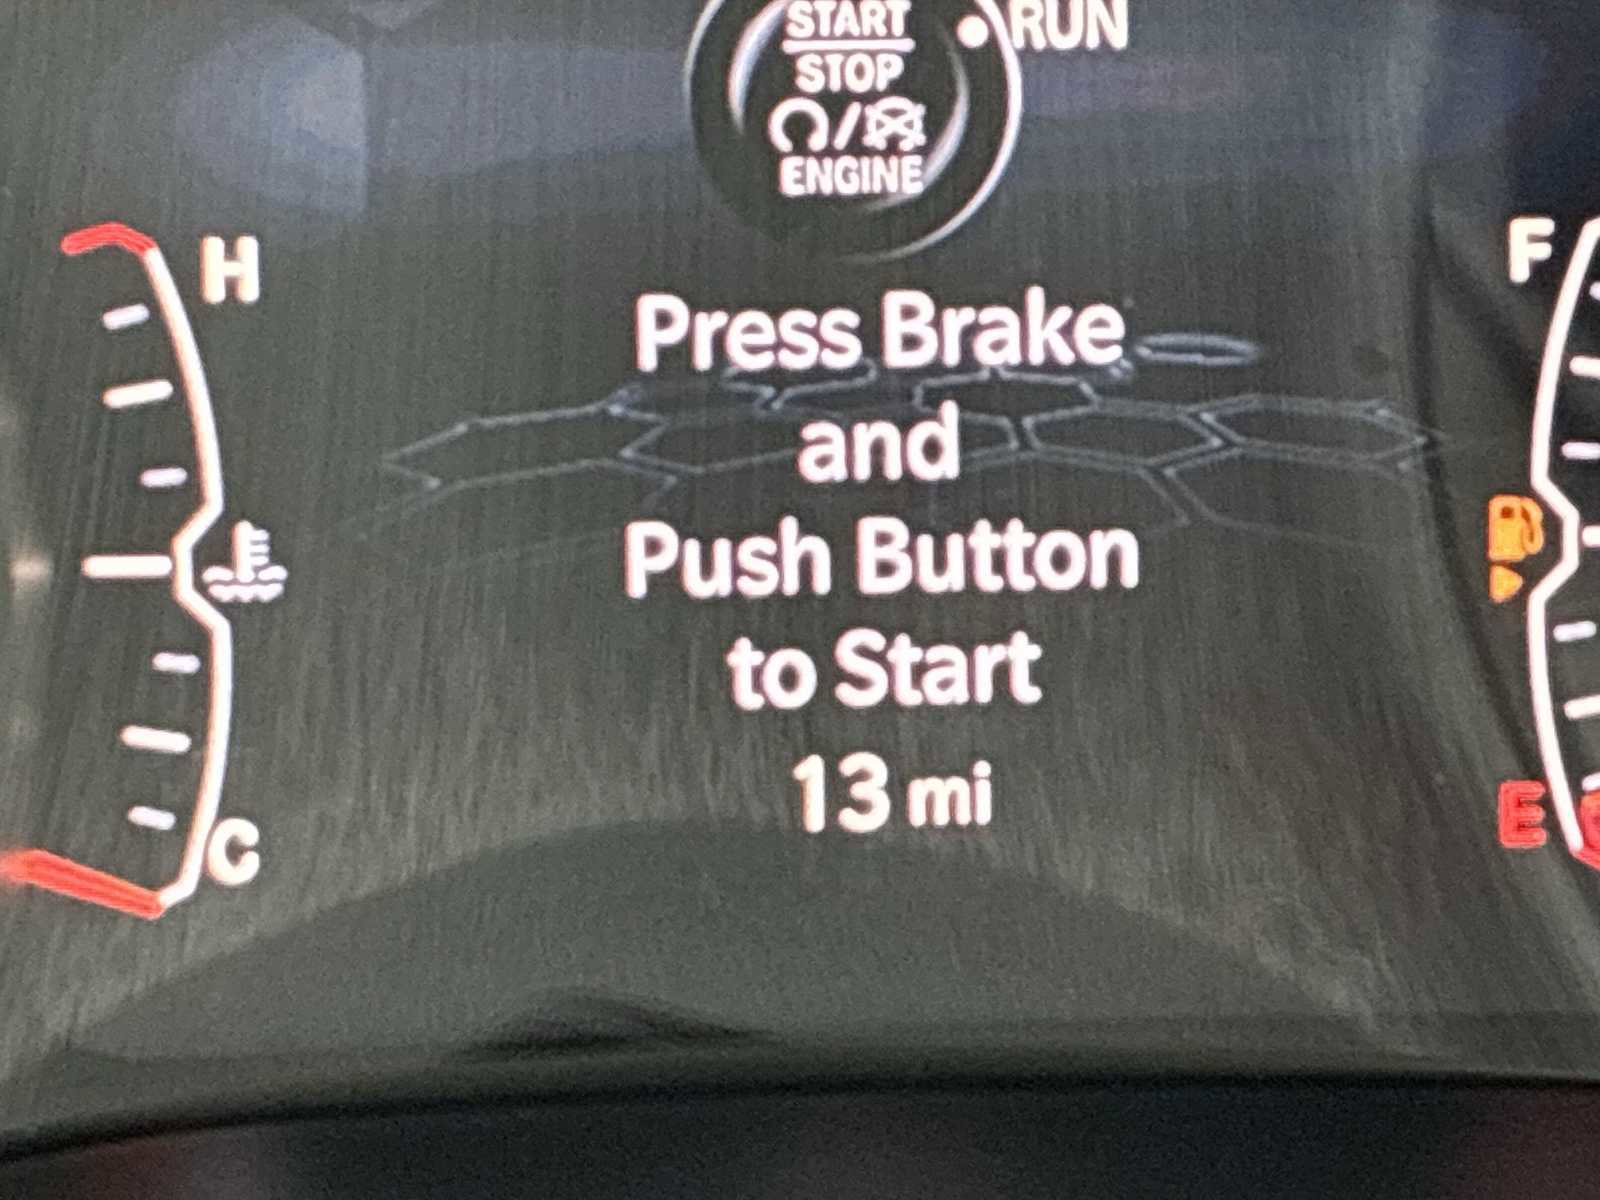 START
RUN
STOP
ENGINE
H
F
Press Brake
and
Push Button
to Start
13 mi
E
C